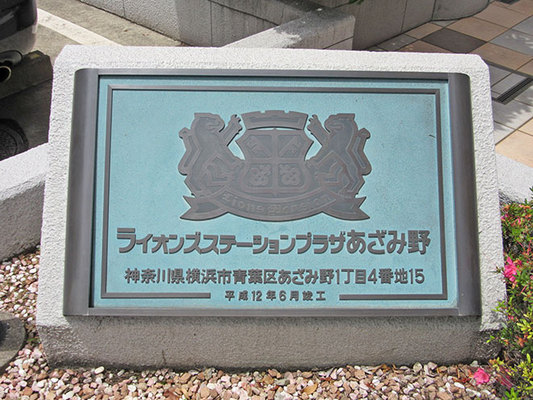 ライオンズステーションプラザあざみ野
神奈川県横浜市青葉区あざみ野1丁目4番地15
平成12年6月竣工